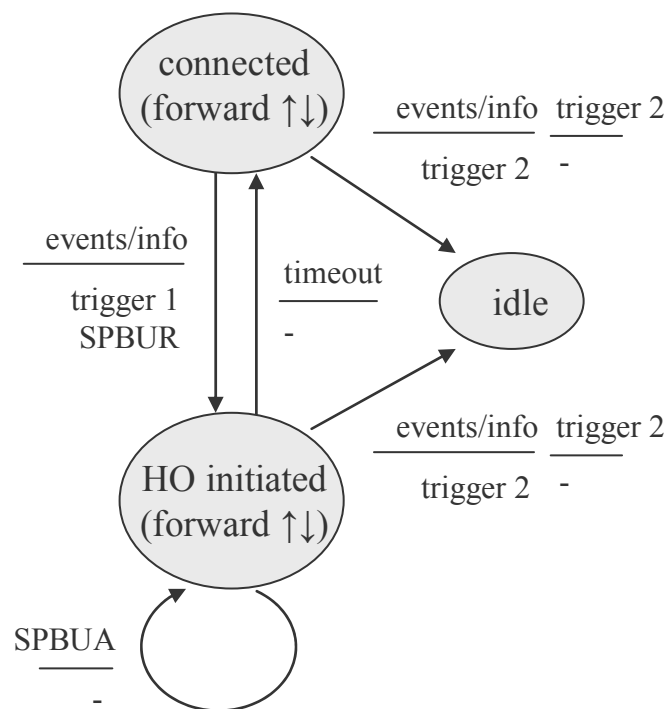 connected
(forward ↑↓)
events/info trigger 2
trigger 2 -
events/info
trigger 1
SPBUR
timeout
-
idle
events/info trigger 2
trigger 2 -
HO initiated
(forward ↑↓)
SPBUA
-